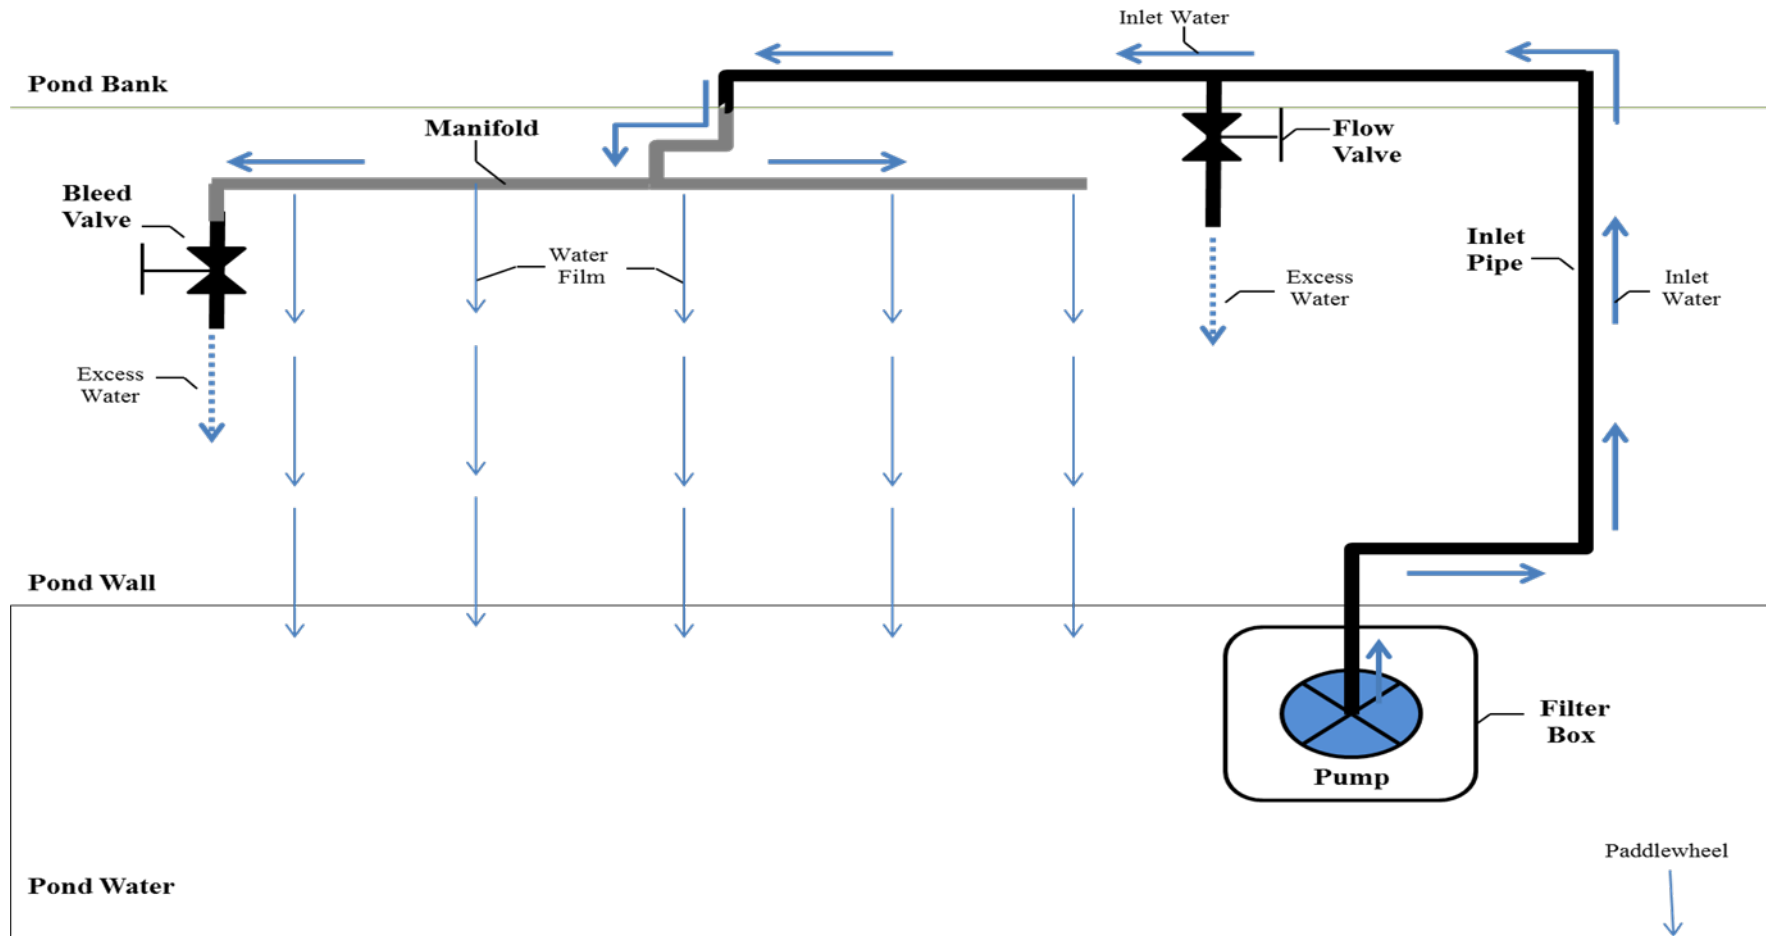 Inlet Water
Pond Bank
Manifold
Flow
Valve
Bleed
Valve
Water
Film
Inlet
Pipe
Excess
Water
Inlet
Water
Excess
Water
Pond Wall
Filter
Box
Pump
Paddlewheel
Pond Water